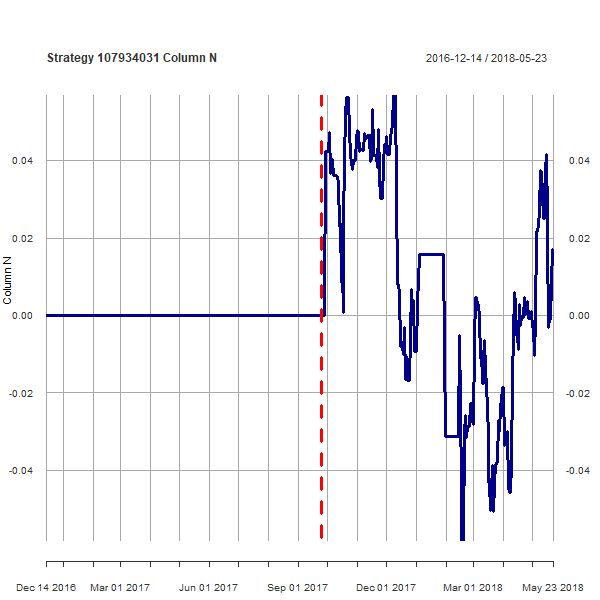 Strategy 107934031 Column N
2016-12-14 / 2018-05-23
Column N
0.04
0.02
0.00
-0.02
-0.04
0.04
0.02
0.00
-0.02
-0.04
Dec 14 2016
Mar 01 2017
Jun 01 2017
Sep 01 2017
Dec 01 2017
Mar 01 2018
May 23 2018